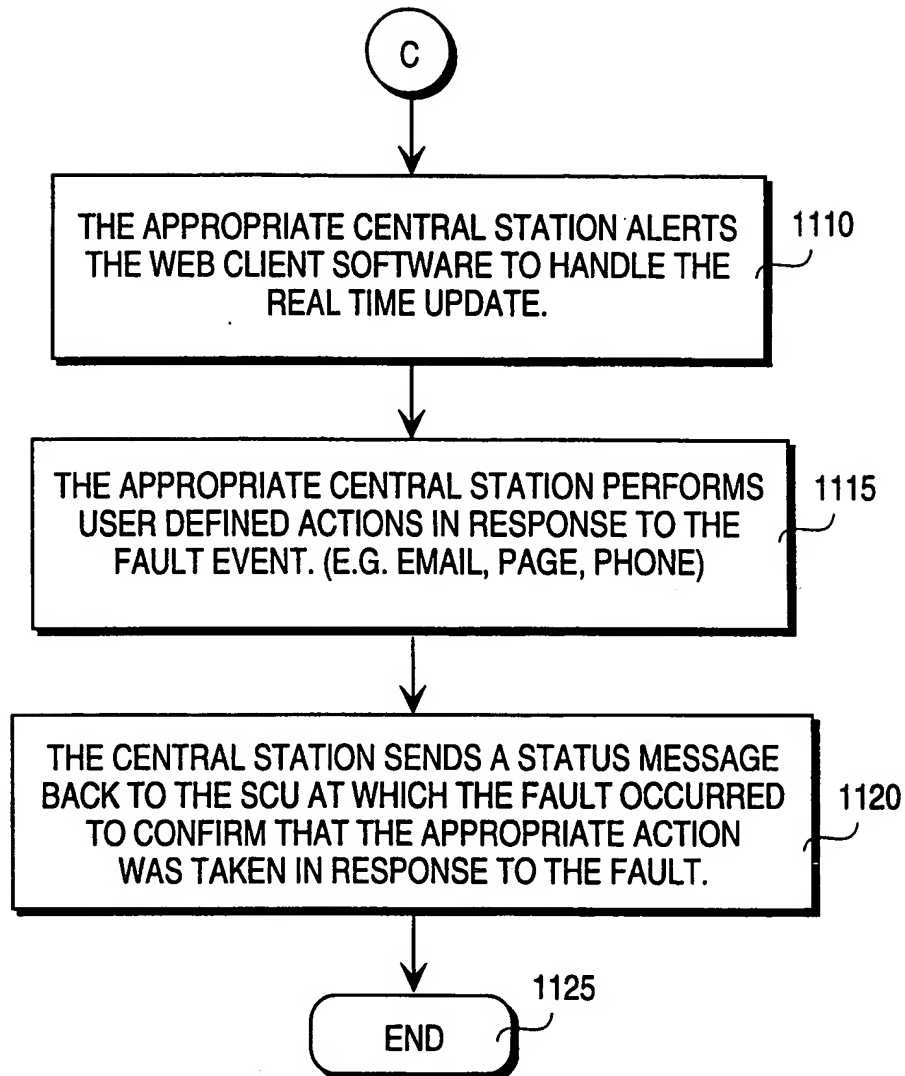 C
THE APPROPRIATE CENTRAL STATION ALERTS
THE WEB CLIENT SOFTWARE TO HANDLE THE
REAL TIME UPDATE.
1110
THE APPROPRIATE CENTRAL STATION PERFORMS
USER DEFINED ACTIONS IN RESPONSE TO THE
FAULT EVENT. (E.G. EMAIL, PAGE, PHONE)
1115
THE CENTRAL STATION SENDS A STATUS MESSAGE
BACK TO THE SCU AT WHICH THE FAULT OCCURRED
TO CONFIRM THAT THE APPROPRIATE ACTION
WAS TAKEN IN RESPONSE TO THE FAULT.
1120
END
1125